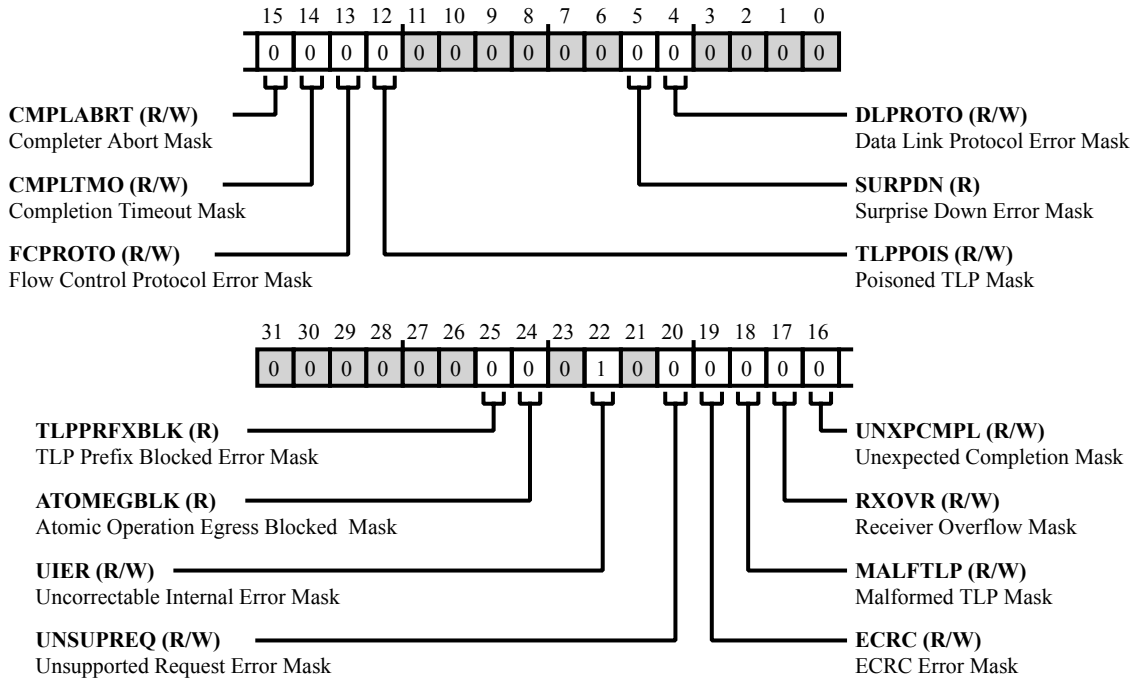 15 14 13 12 11 10 9 8 7 6 5 4 3 2 1 0
0 0 0 0 0 0 0 0 0 0 0 0 0 0 0 0
CMPLABRT (R/W)
Completer Abort Mask
CMPLTMO (R/W)
Completion Timeout Mask
FCPROTO (R/W)
Flow Control Protocol Error Mask
DLPROTO (R/W)
Data Link Protocol Error Mask
SURPDN (R)
Surprise Down Error Mask
TLPPOIS (R/W)
Poisoned TLP Mask
31 30 29 28 27 26 25 24 23 22 21 20 19 18 17 16
0 0 0 0 0 0 0 0 0 1 0 0 0 0 0 0
TLPPRFXBLK (R)
TLP Prefix Blocked Error Mask
ATOMEGBLK (R)
Atomic Operation Egress Blocked Mask
UIER (R/W)
Uncorrectable Internal Error Mask
UNSUPREQ (R/W)
Unsupported Request Error Mask
UNXPCMPL (R/W)
Unexpected Completion Mask
RXOVR (R/W)
Receiver Overflow Mask
MALFTLP (R/W)
Malformed TLP Mask
ECRC (R/W)
ECRC Error Mask